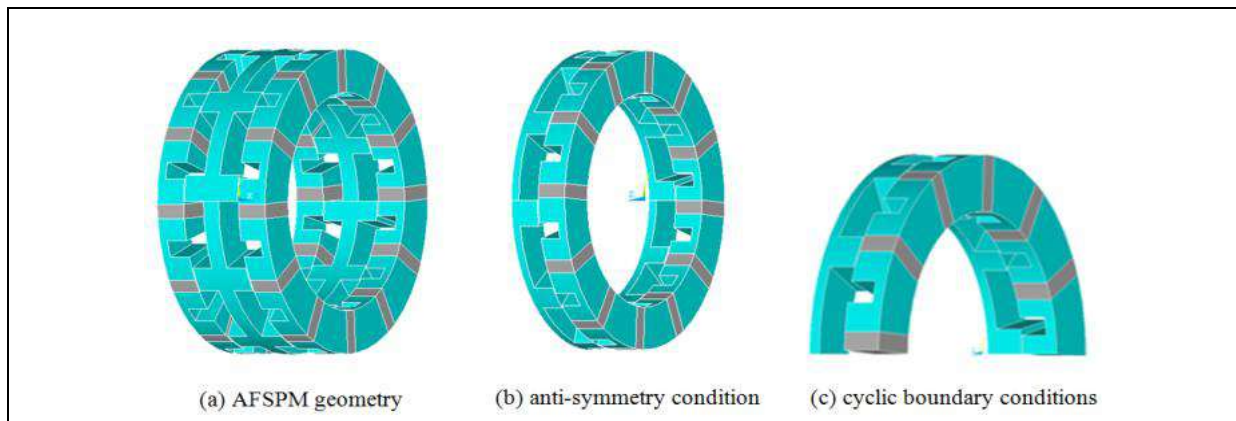 (a) AFSPM geometry
(b) anti-symmetry condition
(c) cyclic boundary conditions